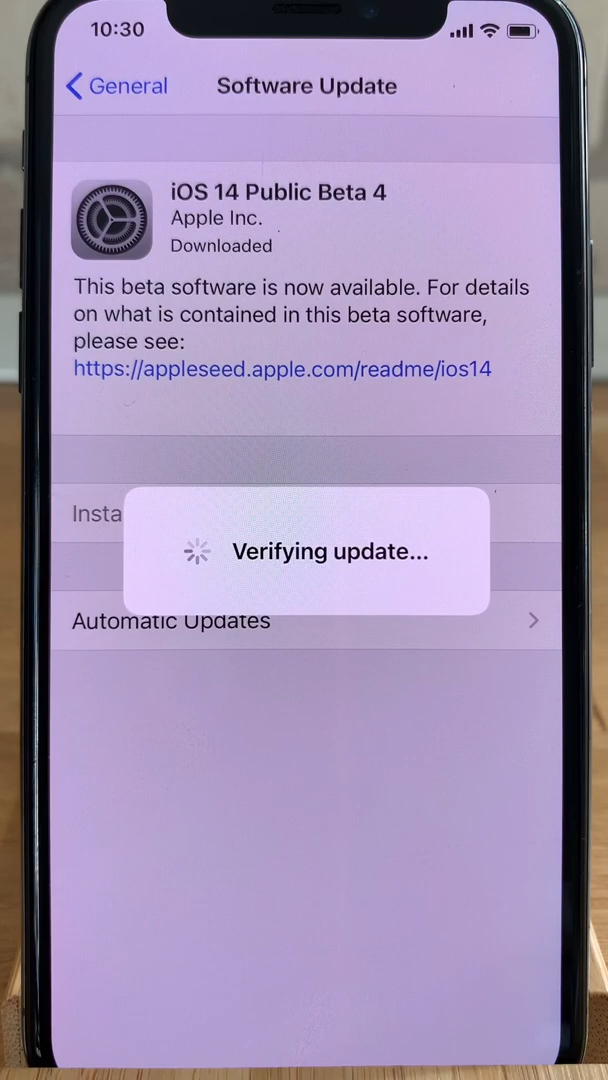 10:30
General
Software Update
iOS 14 Public Beta 4
Apple Inc.
Downloaded
This beta software is now available. For details
on what is contained in this beta software,
please see:
https://appleseed.apple.com/readme/ios14
Insta
Verifying update...
Automatic Updates